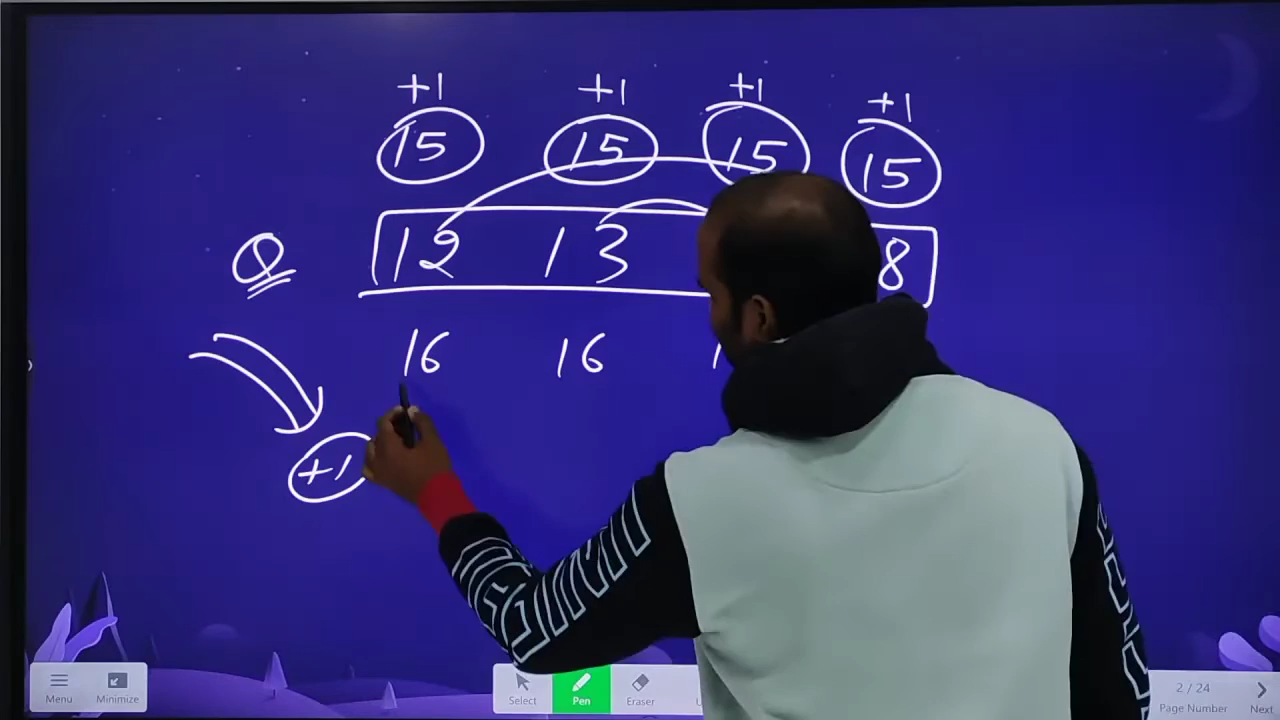 +1 +1 +1 +1
15 15 15 15
Q 12 13 8
16 16 1
+1
Menu Minimize Select Pen Eraser 2 / 24 Page Number Next